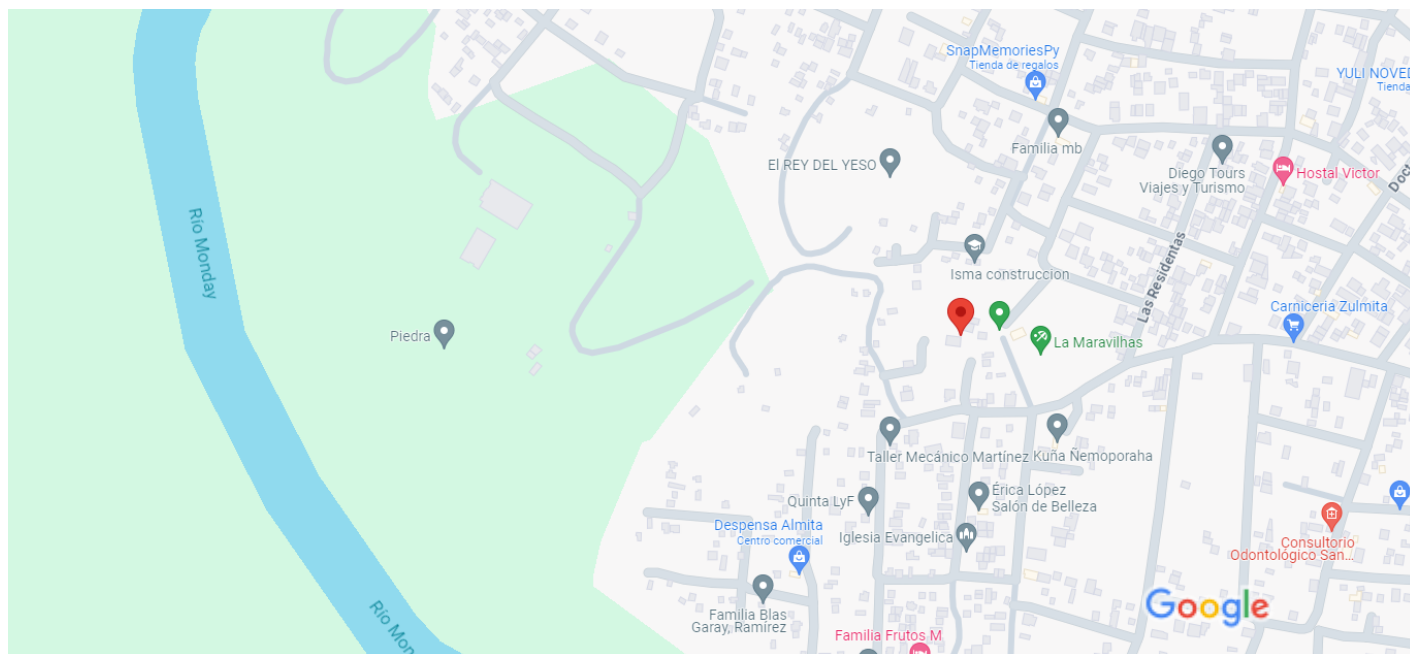 SnapMemoriesPy
Tienda de regalos
YULI NOVED
Tienda
Familia mb
El REY DEL YESO
Diego Tours
Viajes y Turismo
Hostal Victor
Doct
Río Monday
Isma construccion
Las Residentas
Piedra
La Maravilhas
Carniceria Zulmita
Taller Mecánico Martínez
Kuña Ñemoporaha
Quinta LyF
Érica López
Salón de Belleza
Despensa Almita
Centro comercial
Iglesia Evangelica
Consultorio
Odontológico San...
Familia Blas
Garay, Ramirez
Google
Río Mon
Familia Frutos M